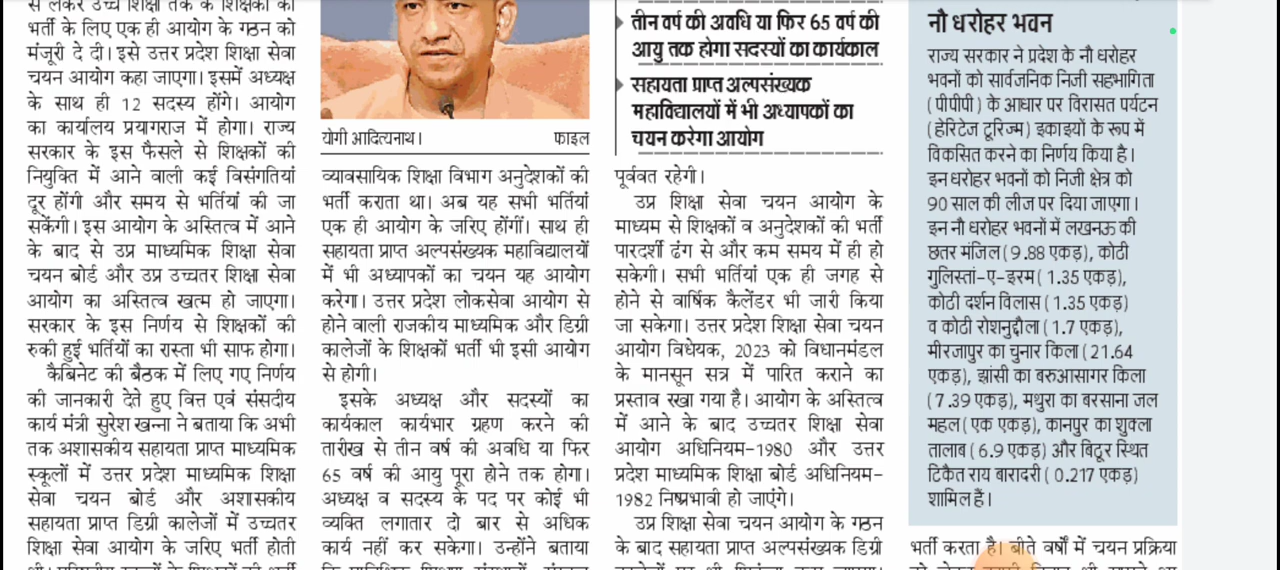 से लेकर उच्च शिक्षा तक के शिक्षकों की
भर्ती के लिए एक ही आयोग के गठन को
मंजूरी दे दी। इसे उत्तर प्रदेश शिक्षा सेवा
चयन आयोग कहा जाएगा। इसमें अध्यक्ष
के साथ ही 12 सदस्य होंगे। आयोग
का कार्यालय प्रयागराज में होगा। राज्य
सरकार के इस फैसले से शिक्षकों की
नियुक्ति में आने वाली कई विसंगतियां
दूर होंगी और समय से भर्तियां की जा
सकेंगी। इस आयोग के अस्तित्व में आने
के बाद से उप्र माध्यमिक शिक्षा सेवा
चयन बोर्ड और उप्र उच्चतर शिक्षा सेवा
आयोग का अस्तित्व खत्म हो जाएगा।
सरकार के इस निर्णय से शिक्षकों की
रुकी हुई भर्तियों का रास्ता भी साफ होगा।
कैबिनेट की बैठक में लिए गए निर्णय
की जानकारी देते हुए वित्त एवं संसदीय
कार्य मंत्री सुरेश खन्ना ने बताया कि अभी
तक अशासकीय सहायता प्राप्त माध्यमिक
स्कूलों में उत्तर प्रदेश माध्यमिक शिक्षा
सेवा चयन बोर्ड और अशासकीय
सहायता प्राप्त डिग्री कालेजों में उच्चतर
शिक्षा सेवा आयोग के जरिए भर्ती होती
योगी आदित्यनाथ। फाइल
व्यावसायिक शिक्षा विभाग अनुदेशकों की
भर्ती कराता था। अब यह सभी भर्तियां
एक ही आयोग के जरिए होंगीं। साथ ही
सहायता प्राप्त अल्पसंख्यक महाविद्यालयों
में भी अध्यापकों का चयन यह आयोग
करेगा। उत्तर प्रदेश लोकसेवा आयोग से
होने वाली राजकीय माध्यमिक और डिग्री
कालेजों के शिक्षकों भर्ती भी इसी आयोग
से होगी।
इसके अध्यक्ष और सदस्यों का
कार्यकाल कार्यभार ग्रहण करने की
तारीख से तीन वर्ष की अवधि या फिर
65 वर्ष की आयु पूरा होने तक होगा।
अध्यक्ष व सदस्य के पद पर कोई भी
व्यक्ति लगातार दो बार से अधिक
कार्य नहीं कर सकेगा। उन्होंने बताया
तीन वर्ष की अवधि या फिर 65 वर्ष की
आयु तक होगा सदस्यों का कार्यकाल
सहायता प्राप्त अल्पसंख्यक
महाविद्यालयों में भी अध्यापकों का
चयन करेगा आयोग
पूर्ववत रहेगी।
उप्र शिक्षा सेवा चयन आयोग के
माध्यम से शिक्षकों व अनुदेशकों की भर्ती
पारदर्शी ढंग से और कम समय में ही हो
सकेगी। सभी भर्तियां एक ही जगह से
होने से वार्षिक कैलेंडर भी जारी किया
जा सकेगा। उत्तर प्रदेश शिक्षा सेवा चयन
आयोग विधेयक, 2023 को विधानमंडल
के मानसून सत्र में पारित कराने का
प्रस्ताव रखा गया है। आयोग के अस्तित्व
में आने के बाद उच्चतर शिक्षा सेवा
आयोग अधिनियम-1980 और उत्तर
प्रदेश माध्यमिक शिक्षा बोर्ड अधिनियम-
1982 निष्प्रभावी हो जाएंगे।
उप्र शिक्षा सेवा चयन आयोग के गठन
के बाद सहायता प्राप्त अल्पसंख्यक डिग्री
नौ धरोहर भवन
राज्य सरकार ने प्रदेश के नौ धरोहर
भवनों को सार्वजनिक निजी सहभागिता
(पीपीपी) के आधार पर विरासत पर्यटन
(हेरिटेज टूरिज्म) इकाइयों के रूप में
विकसित करने का निर्णय किया है।
इन धरोहर भवनों को निजी क्षेत्र को
90 साल की लीज पर दिया जाएगा।
इन नौ धरोहर भवनों में लखनऊ की
छतर मंजिल (9.88 एकड़), कोठी
गुलिस्तां-ए-इरम( 1.35 एकड़),
कोठी दर्शन विलास (1.35 एकड़)
व कोठी रोशनुद्दौला (1.7 एकड़),
मीरजापुर का चुनार किला (21.64
एकड़), झांसी का बरुआसागर किला
(7.39 एकड़), मथुरा का बरसाना जल
महल( एक एकड़), कानपुर का शुक्ला
तालाब (6.9 एकड़) और बिठूर स्थित
टिकैत राय बारादरी ( 0.217 एकड़)
शामिल हैं।
भर्ती करता है। बीते वर्षों में चयन प्रक्रिया